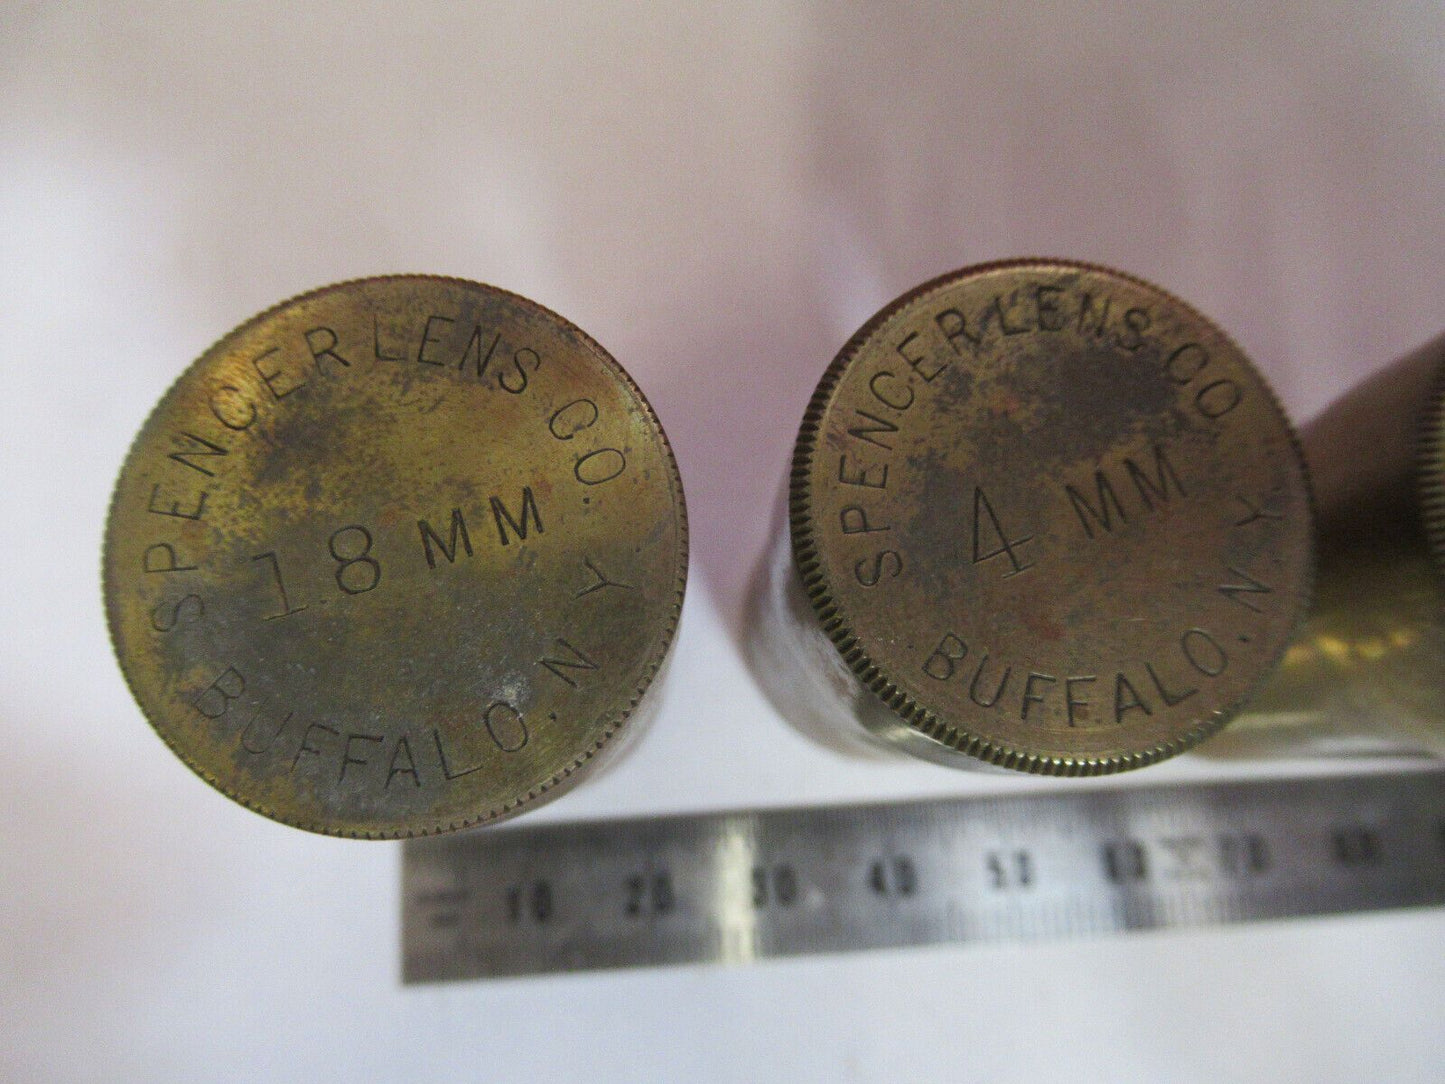 SPENCER LENS CO.
18 MM
BUFFALO, N Y
SPENCER LENS CO.
4 MM
BUFFALO, N.Y.
10 20 30 40 50 60 70 80